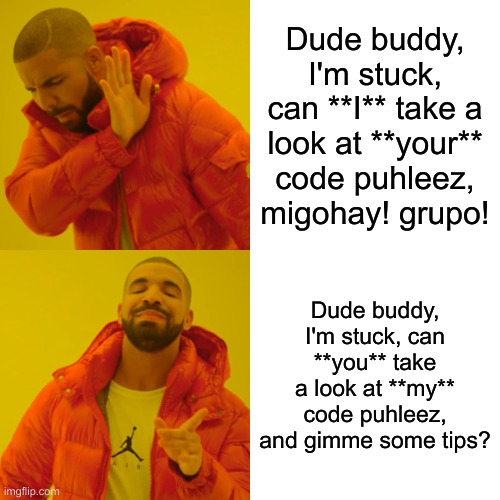 Dude buddy,
I'm stuck,
can **I** take a
look at **your**
code puhleez,
migohay! grupo!
Dude buddy,
I'm stuck, can
**you** take
a look at **my**
code puhleez,
and gimme some tips?
AIR
imgflip.com